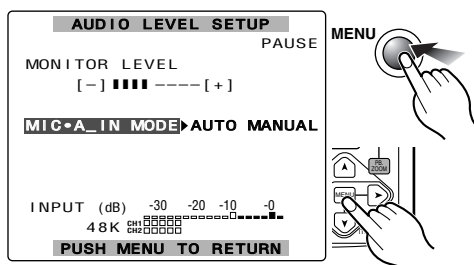 AUDIO LEVEL SETUP
PAUSE
MONITOR LEVEL
[-] ▮▮▮▮ ---- [+]
MIC•A_IN MODE▶AUTO MANUAL
INPUT (dB) -30 -20 -10 -0
48K CH1
CH2
PUSH MENU TO RETURN
MENU
PB.
ZOOM
MENU